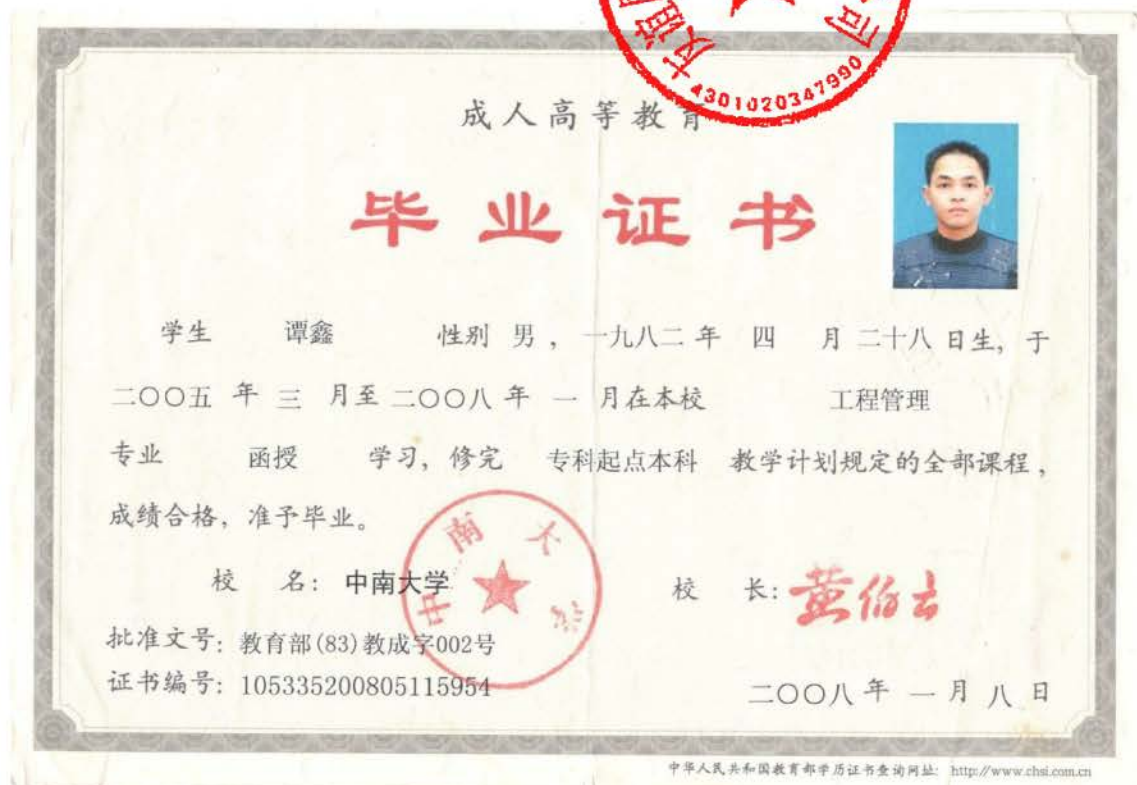 友谊
司
4301020347990
成人高等教育
毕业证书
学生 谭鑫 性别 男 , 一九八二 年 四 月 二十八 日生, 于
二〇〇五 年 三 月至 二〇〇八 年 一 月在本校 工程管理
专业 函授 学习, 修完 专科起点本科 教学计划规定的全部课程,
成绩合格, 准予毕业。
中南大学
校 名: 中南大学 校 长: 黄伯云
批准文号: 教育部(83)教成字002号
证书编号: 105335200805115954
二〇〇八 年 一 月 八 日
中华人民共和国教育部学历证书查询网址: http://www.chsi.com.cn